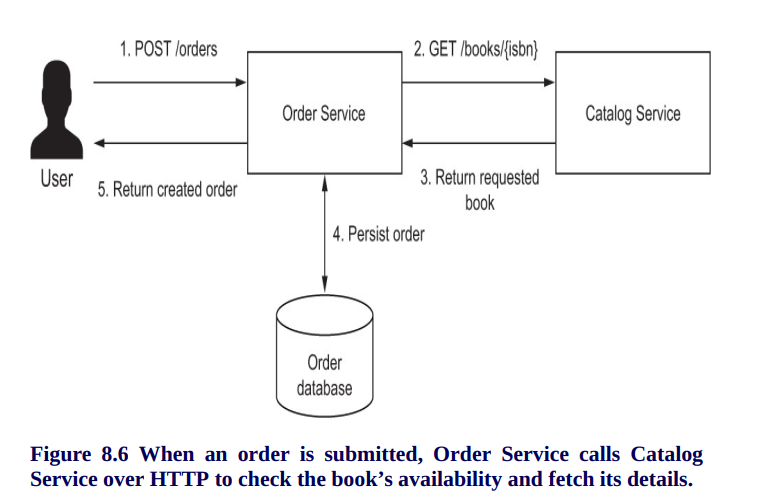 1. POST /orders
2. GET /books/{isbn}
Order Service
Catalog Service
User
5. Return created order
3. Return requested
book
4. Persist order
Order
database
Figure 8.6 When an order is submitted, Order Service calls Catalog
Service over HTTP to check the book’s availability and fetch its details.